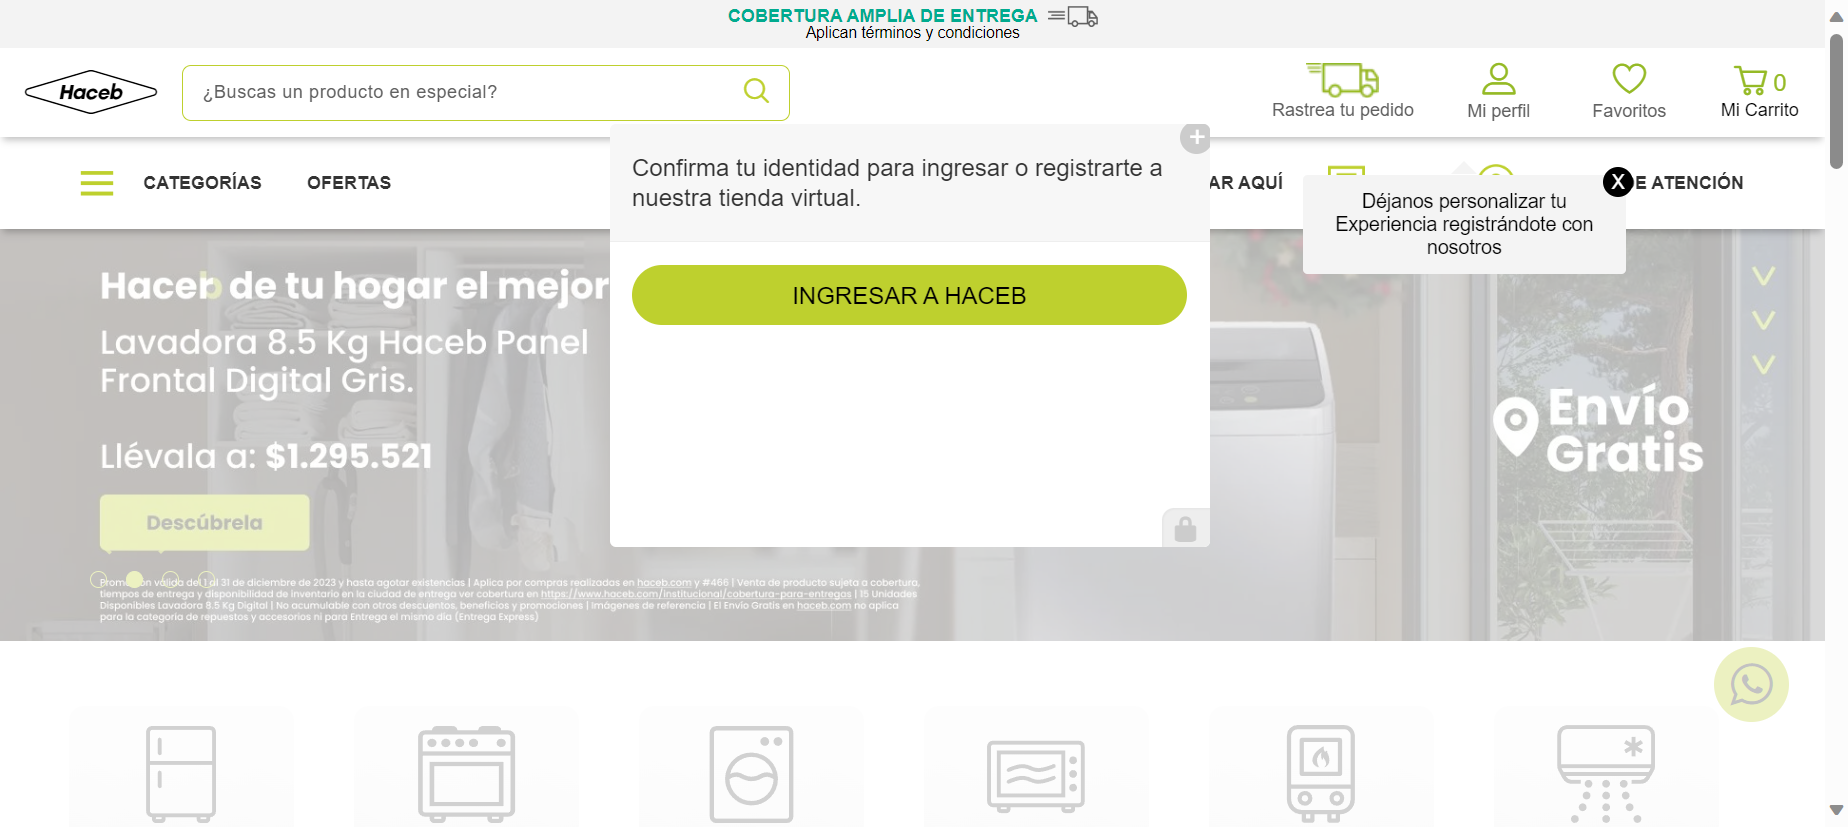 COBERTURA AMPLIA DE ENTREGA
Aplican términos y condiciones
Haceb
¿Buscas un producto en especial?
Rastrea tu pedido
Mi perfil
Favoritos
0
Mi Carrito
CATEGORÍAS
OFERTAS
AR AQUÍ
E ATENCIÓN
Confirma tu identidad para ingresar o registrarte a
nuestra tienda virtual.
INGRESAR A HACEB
X
Déjanos personalizar tu
Experiencia registrándote con
nosotros
Haceb de tu hogar el mejor
Lavadora 8.5 Kg Haceb Panel
Frontal Digital Gris.
Llévala a: $1.295.521
Descúbrela
Envío
Gratis
Promoción válida del 1 al 31 de diciembre de 2023 y hasta agotar existencias | Aplica por compras realizadas en haceb.com y #466 | Venta de producto sujeta a cobertura,
tiempos de entrega y disponibilidad de inventario en la ciudad de entrega ver cobertura en https://www.haceb.com/institucional/cobertura-para-entregas | 15 Unidades
Disponibles Lavadora 8.5 Kg Digital | No acumulable con otros descuentos, beneficios y promociones | Imágenes de referencia | El Envío Gratis en haceb.com no aplica
para la categoría de repuestos y accesorios ni para Entrega el mismo día (Entrega Express)